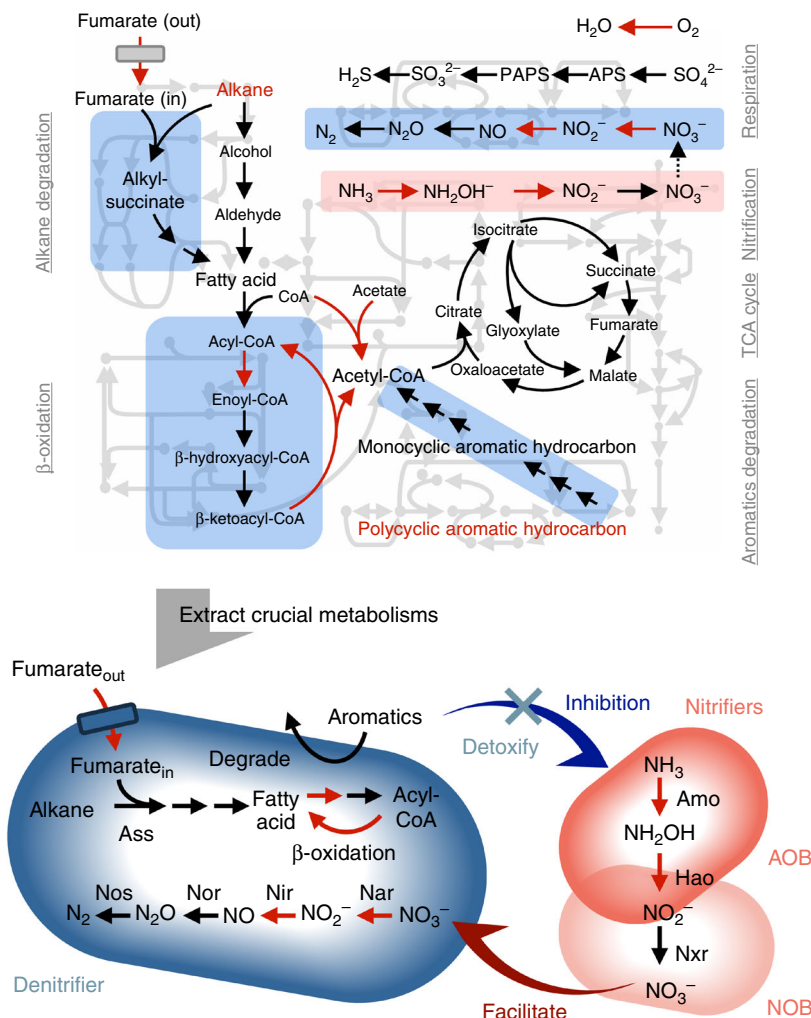 Fumarate (out)
H₂O
O₂
H₂S
SO₃²⁻
PAPS
APS
SO₄²⁻
Fumarate (in)
Alkane
N₂
N₂O
NO
NO₂⁻
NO₃⁻
Respiration
Alcohol
Alkyl-
succinate
NH₃
NH₂OH⁻
NO₂⁻
NO₃⁻
Nitrification
Alkane degradation
Aldehyde
Isocitrate
Fatty acid
Succinate
CoA
Acetate
Citrate
Glyoxylate
Fumarate
TCA cycle
Acyl-CoA
Acetyl-CoA
Oxaloacetate
Malate
Enoyl-CoA
β-oxidation
β-hydroxyacyl-CoA
Monocyclic aromatic hydrocarbon
β-ketoacyl-CoA
Polycyclic aromatic hydrocarbon
Aromatics degradation
Extract crucial metabolisms
Fumarateout
Aromatics
Inhibition
Nitrifiers
Degrade
Detoxify
Fumaratein
NH₃
Amo
Alkane
Ass
Fatty
acid
Acyl-
CoA
β-oxidation
NH₂OH
AOB
Hao
Nos
Nor
Nir
Nar
N₂
N₂O
NO
NO₂⁻
NO₃⁻
NO₂⁻
Nxr
Denitrifier
Facilitate
NO₃⁻
NOB